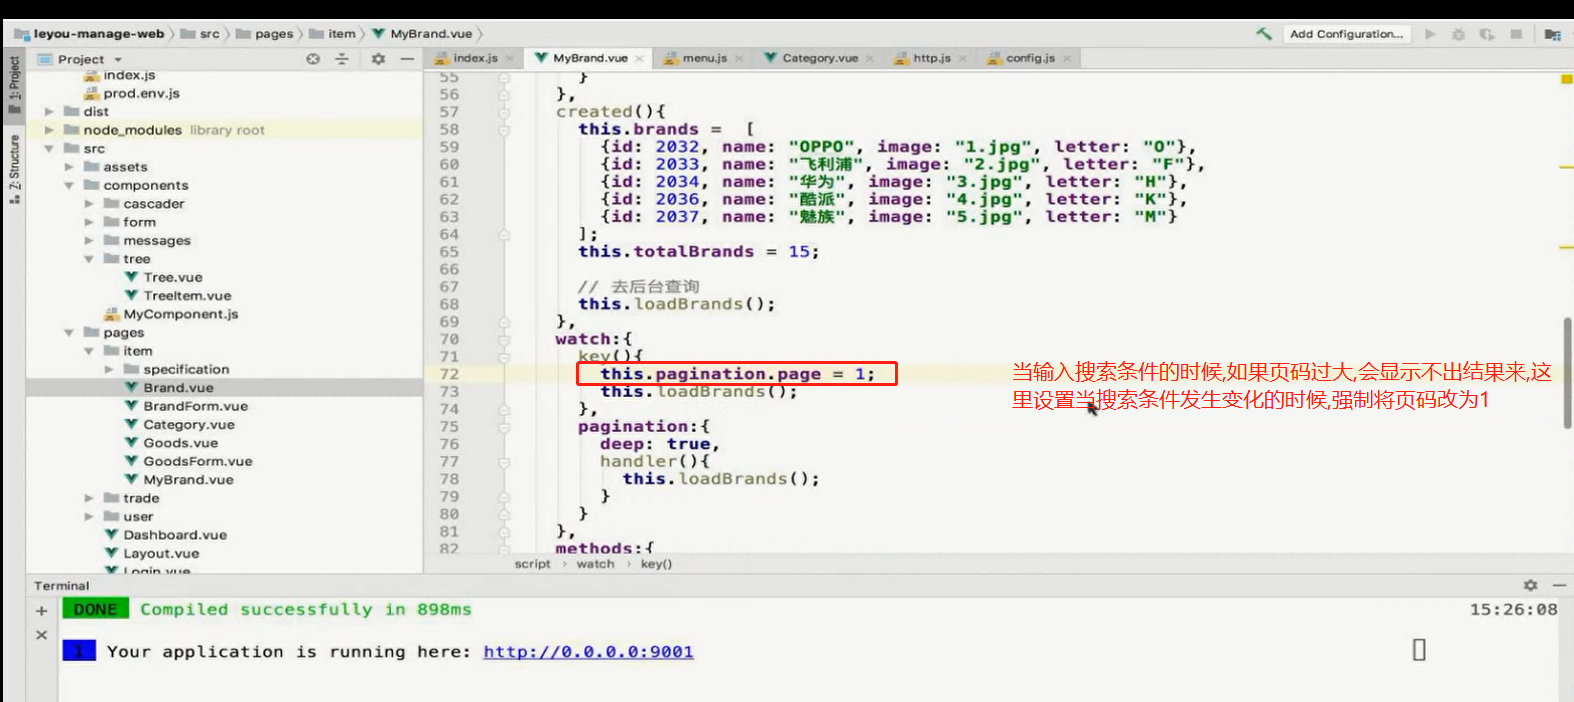 leyou-manage-web src pages item MyBrand.vue Add Configuration...
1: Project
2: Structure
Project
index.js MyBrand.vue menu.js Category.vue http.js config.js
index.js
prod.env.js
dist
node_modules library root
src
assets
components
cascader
form
messages
tree
Tree.vue
TreeItem.vue
MyComponent.js
pages
item
specification
Brand.vue
BrandForm.vue
Category.vue
Goods.vue
GoodsForm.vue
MyBrand.vue
trade
user
Dashboard.vue
Layout.vue
Login.vue
55 }
56 },
57 created(){
58 this.brands = [
59 {id: 2032, name: "OPPO", image: "1.jpg", letter: "O"},
60 {id: 2033, name: "飞利浦", image: "2.jpg", letter: "F"},
61 {id: 2034, name: "华为", image: "3.jpg", letter: "H"},
62 {id: 2036, name: "酷派", image: "4.jpg", letter: "K"},
63 {id: 2037, name: "魅族", image: "5.jpg", letter: "M"}
64 ];
65 this.totalBrands = 15;
66
67 // 去后台查询
68 this.loadBrands();
69 },
70 watch:{
71 key(){
72 this.pagination.page = 1;
73 this.loadBrands();
74 },
75 pagination:{
76 deep: true,
77 handler(){
78 this.loadBrands();
79 }
80 }
81 },
82 methods:{
当输入搜索条件的时候,如果页码过大,会显示不出结果来,这
里设置当搜索条件发生变化的时候,强制将页码改为1
script › watch › key()
Terminal
DONE Compiled successfully in 898ms 15:26:08
I Your application is running here: http://0.0.0.0:9001